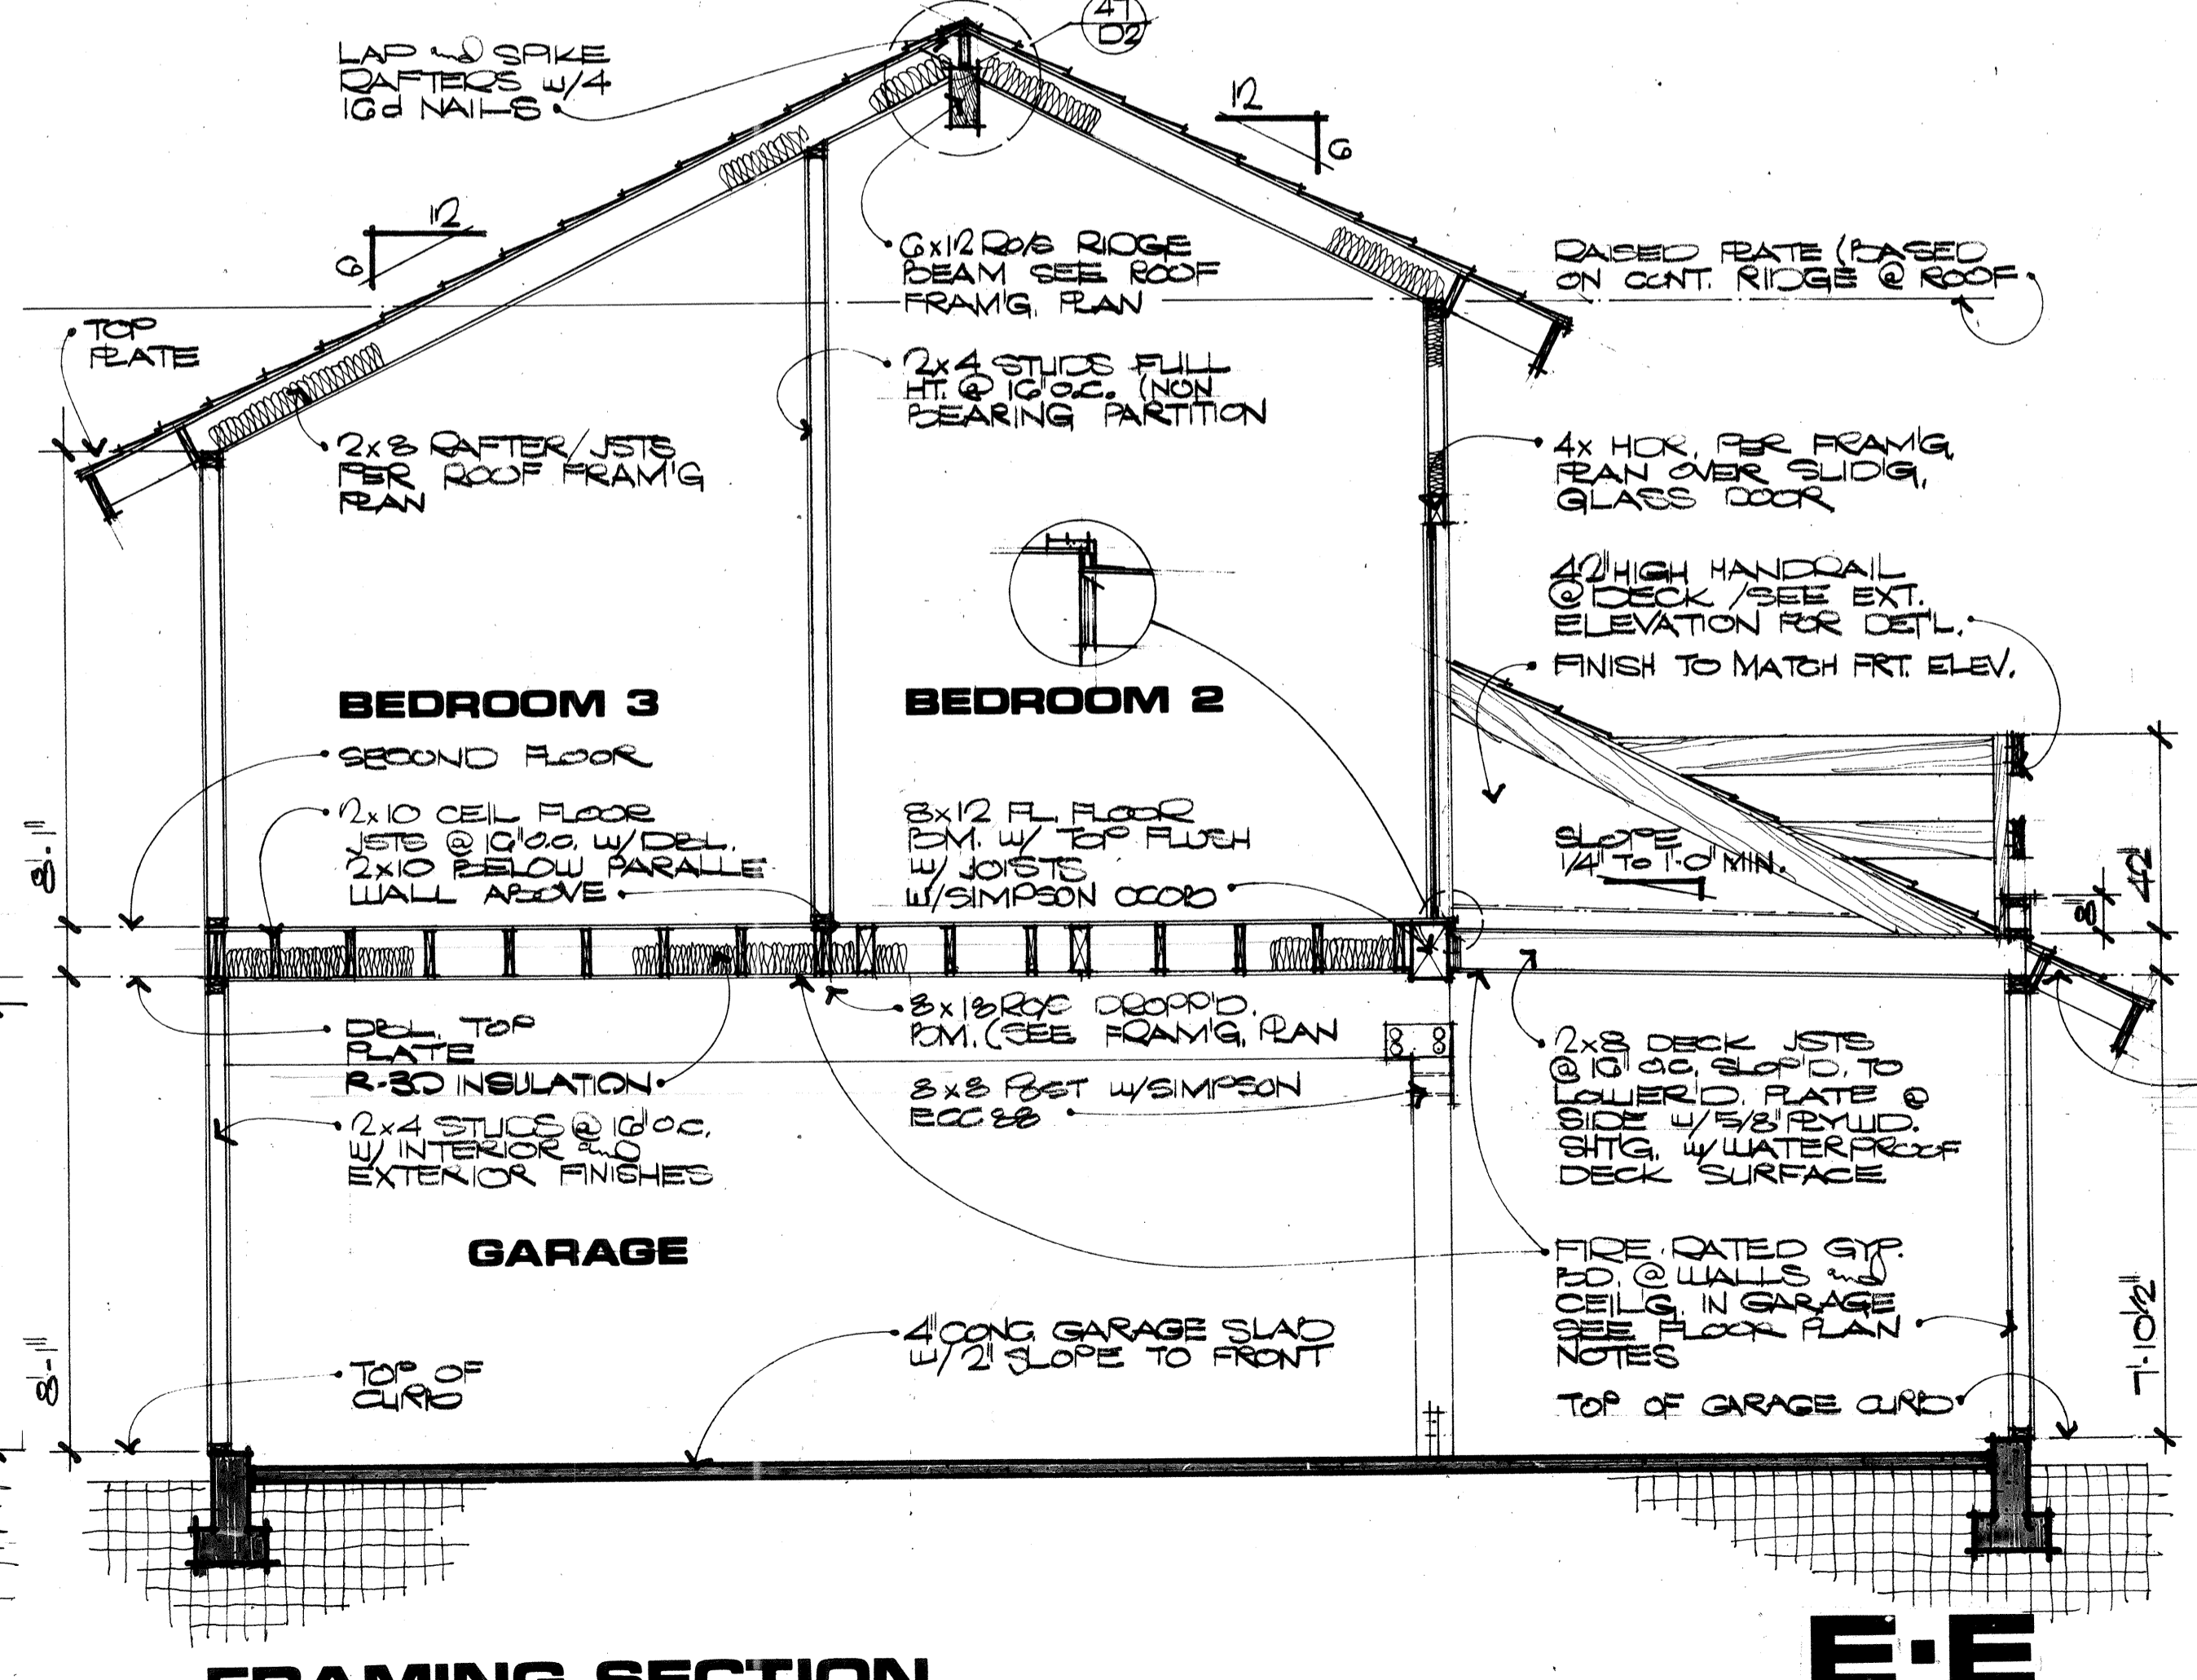 47
D2
LAP and SPIKE
RAFTERS W/4
16d NAILS
12
6
12
6
6x12 RO/S RIDGE
BEAM SEE ROOF
FRAM'G, PLAN
RAISED PLATE (BASED
ON CONT. RIDGE @ ROOF
TOP
PLATE
2x4 STUDS FULL
HT. @ 16" O.C. (NON
BEARING PARTITION
2x8 RAFTER/JSTS
PER ROOF FRAM'G
PLAN
4x HDR. PER FRAM'G,
PLAN OVER SLID'G,
GLASS DOOR
42" HIGH HANDRAIL
@ DECK / SEE EXT.
ELEVATION FOR DET'L.
FINISH TO MATCH FRT. ELEV.
BEDROOM 3
BEDROOM 2
SECOND FLOOR
2x10 CEIL FLOOR
JSTS @ 16" O.C. W/DBL.
2x10 BELOW PARALLE
WALL ABOVE
8x12 FL. FLOOR
BM. W/ TOP FLUSH
W/ JOISTS
W/SIMPSON
SLOPE
1/4" TO 1'-0" MIN.
8'-1"
42"
8"
DBL. TOP
PLATE
R-30 INSULATION
2x4 STUDS @ 16" O.C.
W/ INTERIOR and
EXTERIOR FINISHES
8x18 DROPP'D.
BM. (SEE FRAM'G, PLAN
8x8 POST W/SIMPSON
ECC 88
2x8 DECK JSTS
@ 16" O.C. SLOP'D. TO
LOWER'D. PLATE @
SIDE W/ 5/8" PLYWD.
SHT'G. W/WATERPROOF
DECK SURFACE
GARAGE
FIRE-RATED GYP.
BD. @ WALLS and
CEIL'G. IN GARAGE
SEE FLOOR PLAN
NOTES
4" CONC. GARAGE SLAB
W/ 2" SLOPE TO FRONT
TOP OF
CURB
TOP OF GARAGE CURB
8'-1"
7'-10 1/2"
FRAMING SECTION
E·E